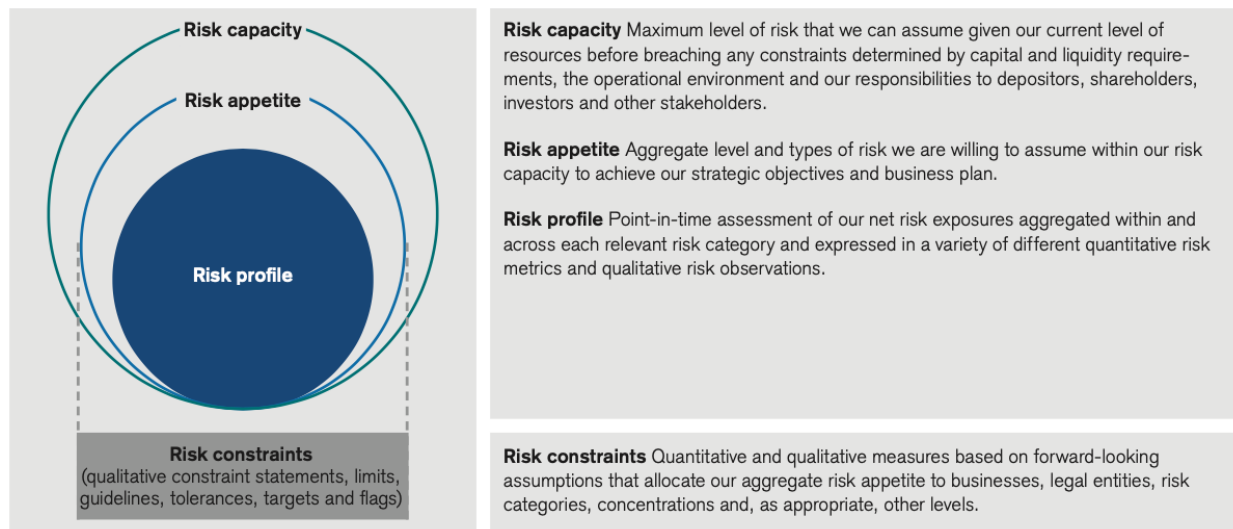 Risk capacity
Risk appetite
Risk profile
Risk constraints
(qualitative constraint statements, limits,
guidelines, tolerances, targets and flags)
Risk capacity Maximum level of risk that we can assume given our current level of
resources before breaching any constraints determined by capital and liquidity require-
ments, the operational environment and our responsibilities to depositors, shareholders,
investors and other stakeholders.
Risk appetite Aggregate level and types of risk we are willing to assume within our risk
capacity to achieve our strategic objectives and business plan.
Risk profile Point-in-time assessment of our net risk exposures aggregated within and
across each relevant risk category and expressed in a variety of different quantitative risk
metrics and qualitative risk observations.
Risk constraints Quantitative and qualitative measures based on forward-looking
assumptions that allocate our aggregate risk appetite to businesses, legal entities, risk
categories, concentrations and, as appropriate, other levels.